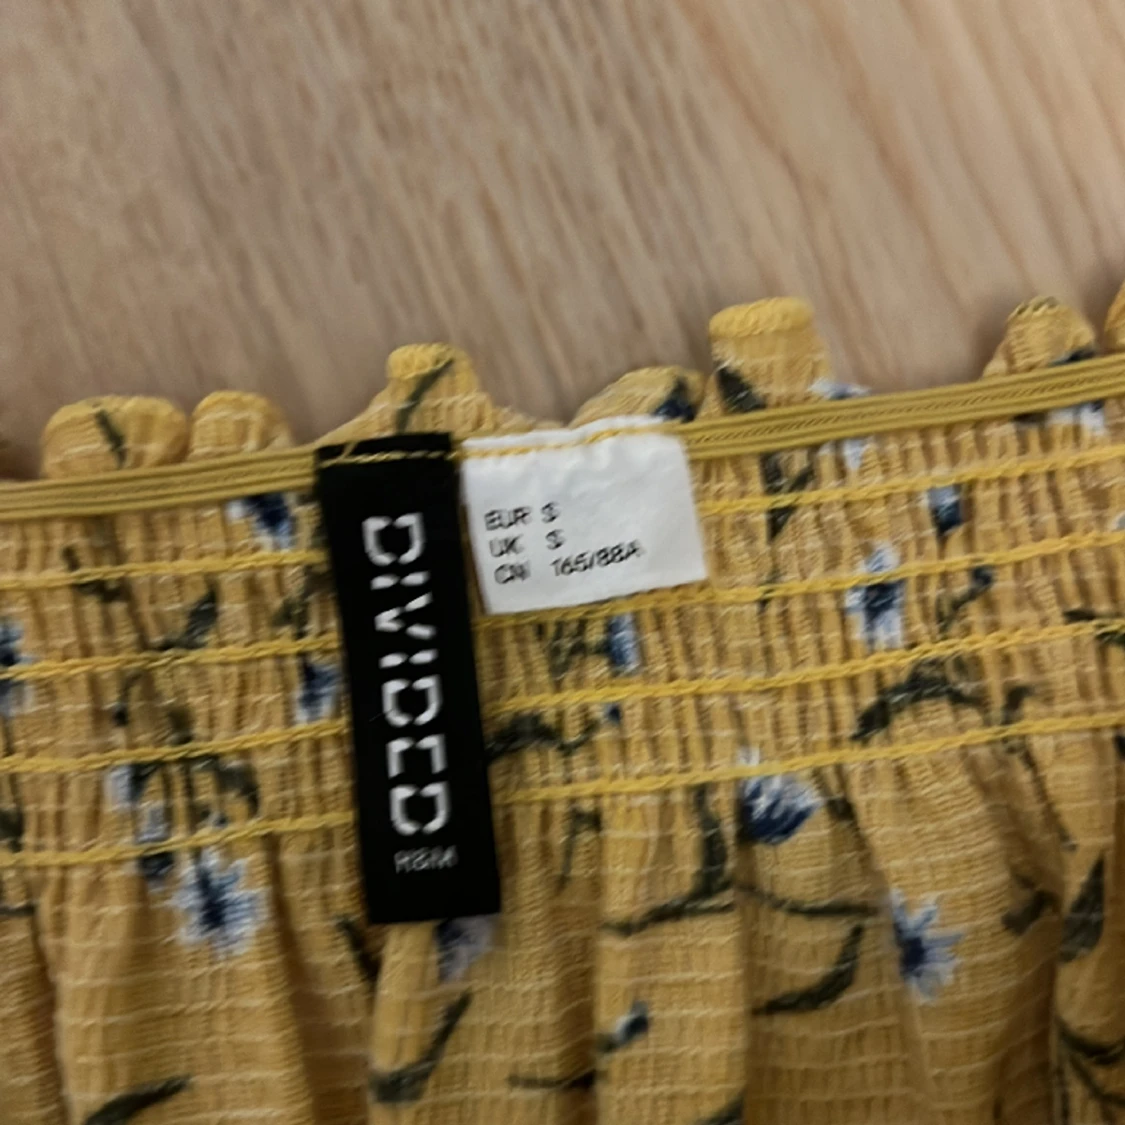 DIVIDED
H&M
EUR S
UK S
CN 165/88A